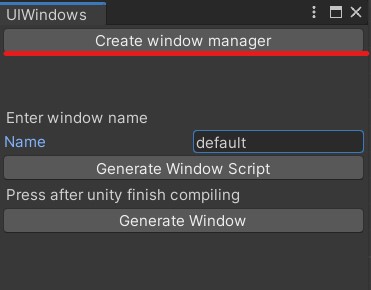 UIWindows
Create window manager
Enter window name
Name default
Generate Window Script
Press after unity finish compiling
Generate Window